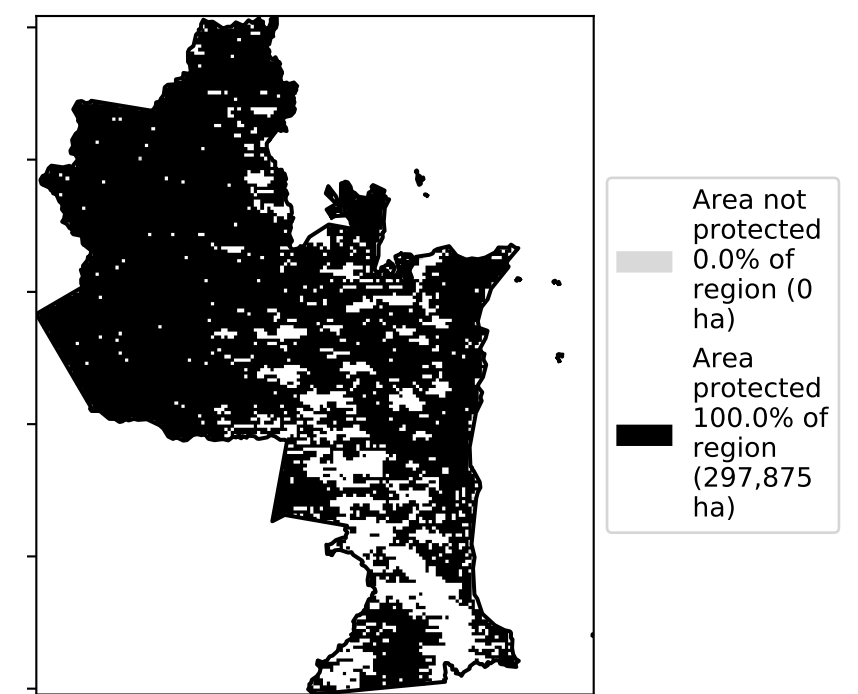 Area not
protected
0.0% of
region (0
ha)
Area
protected
100.0% of
region
(297,875
ha)